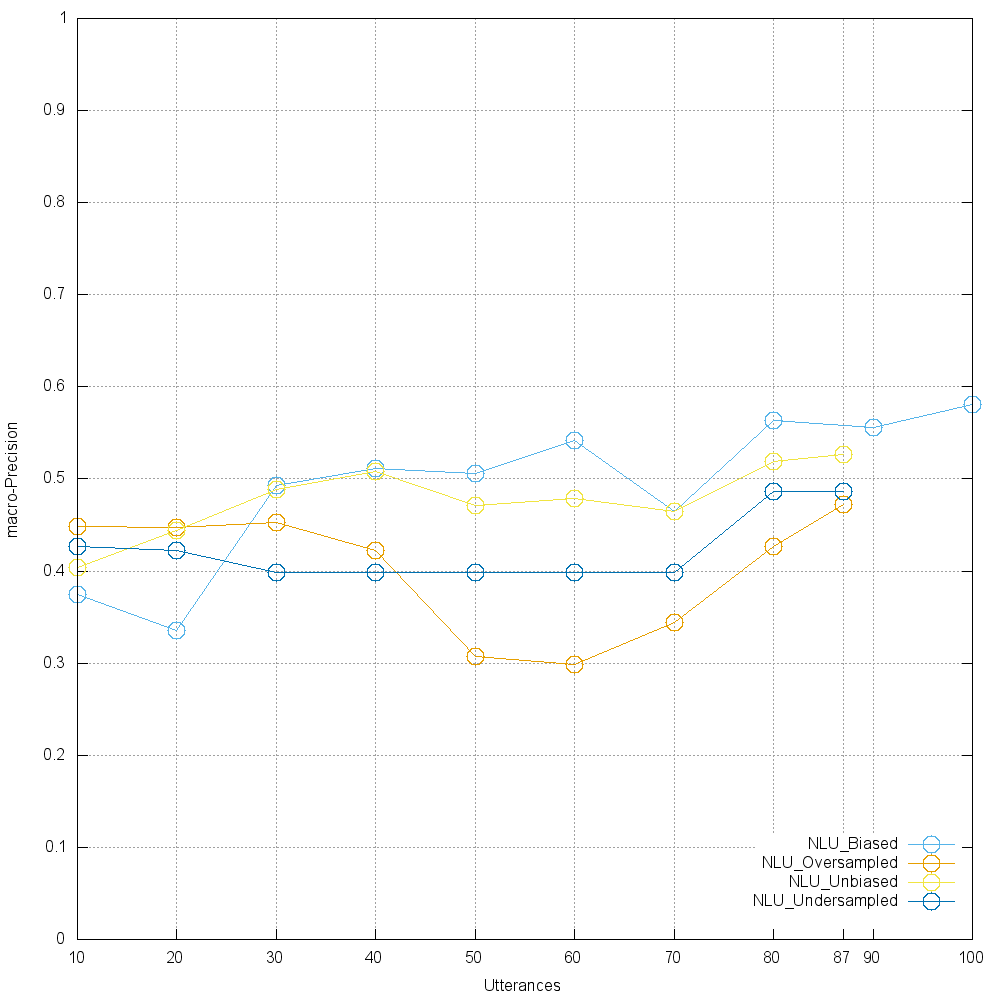 1
0.9
0.8
0.7
0.6
0.5
0.4
0.3
0.2
0.1
0
macro-Precision
NLU_Biased
NLU_Oversampled
NLU_Unbiased
NLU_Undersampled
10 20 30 40 50 60 70 80 87 90 100
Utterances